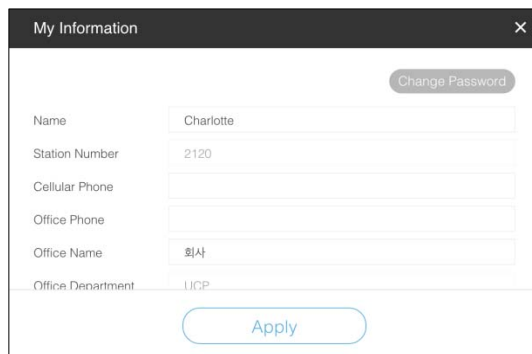 My Information ×
Change Password
Name Charlotte
Station Number 2120
Cellular Phone
Office Phone
Office Name 회사
Office Department UCP
Apply